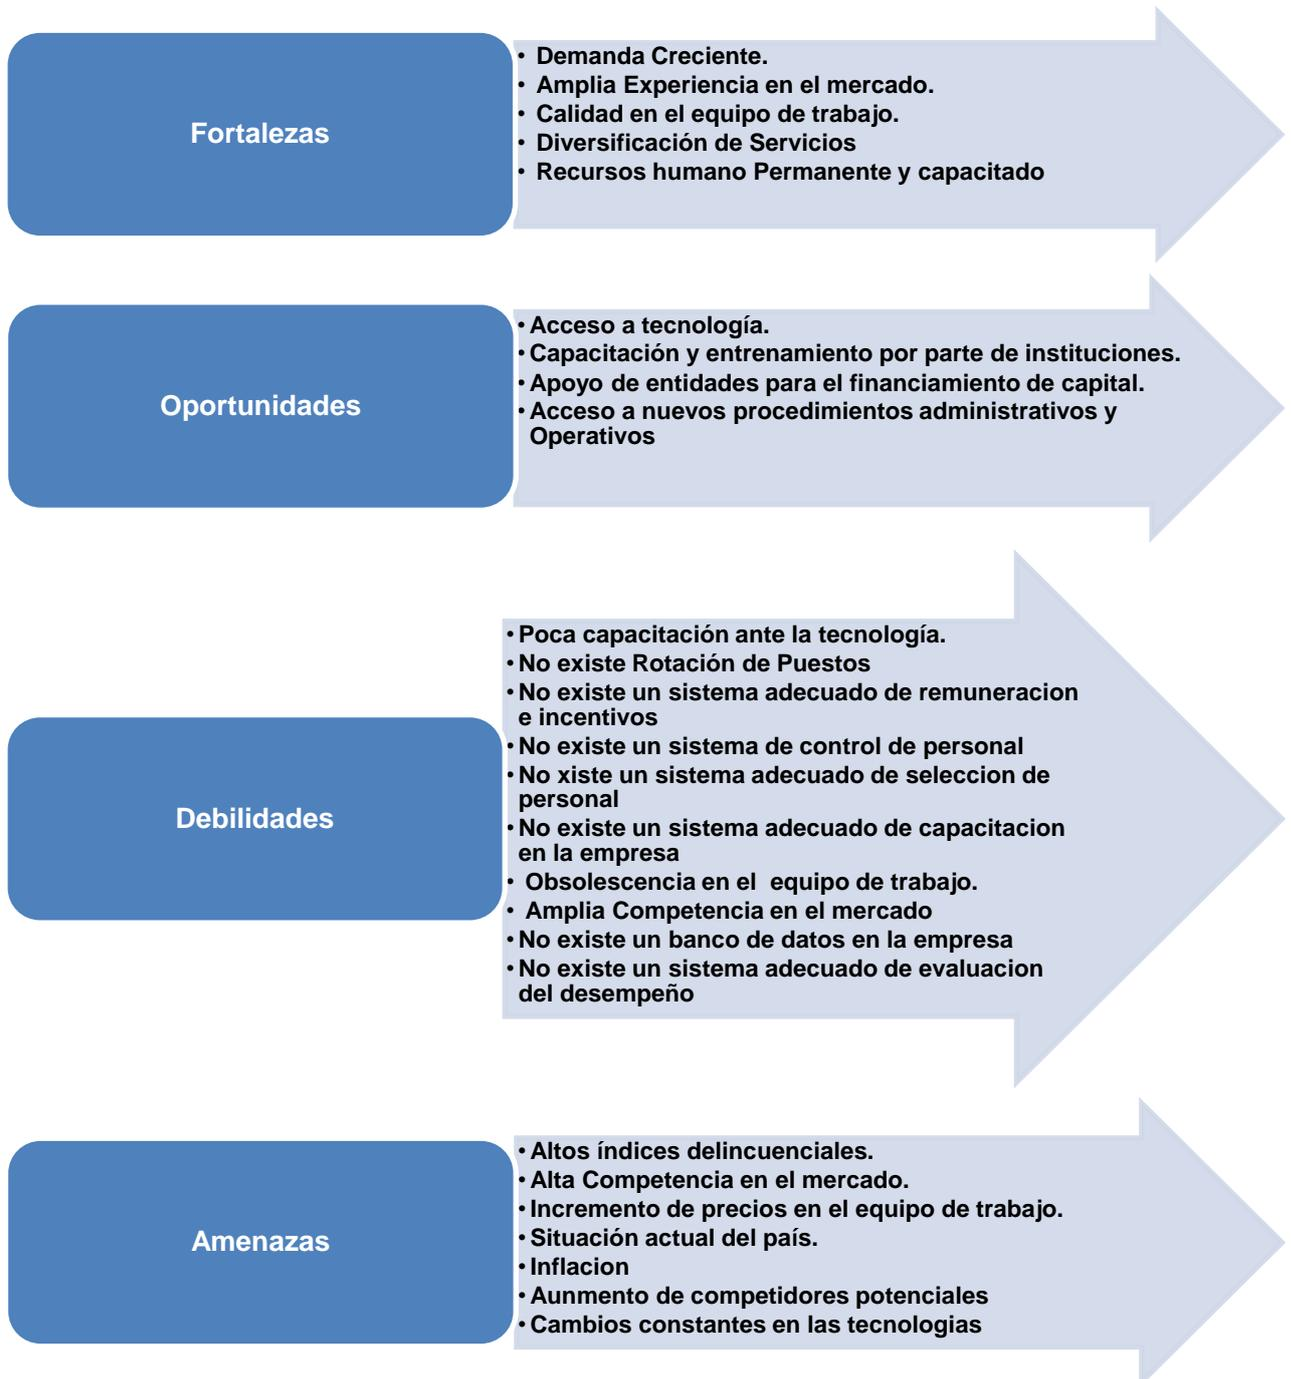 Fortalezas
• Demanda Creciente.
• Amplia Experiencia en el mercado.
• Calidad en el equipo de trabajo.
• Diversificación de Servicios
• Recursos humano Permanente y capacitado
Oportunidades
• Acceso a tecnología.
• Capacitación y entrenamiento por parte de instituciones.
• Apoyo de entidades para el financiamiento de capital.
• Acceso a nuevos procedimientos administrativos y
Operativos
Debilidades
• Poca capacitación ante la tecnología.
• No existe Rotación de Puestos
• No existe un sistema adecuado de remuneracion
e incentivos
• No existe un sistema de control de personal
• No xiste un sistema adecuado de seleccion de
personal
• No existe un sistema adecuado de capacitacion
en la empresa
• Obsolescencia en el equipo de trabajo.
• Amplia Competencia en el mercado
• No existe un banco de datos en la empresa
• No existe un sistema adecuado de evaluacion
del desempeño
Amenazas
• Altos índices delincuenciales.
• Alta Competencia en el mercado.
• Incremento de precios en el equipo de trabajo.
• Situación actual del país.
• Inflacion
• Aunmento de competidores potenciales
• Cambios constantes en las tecnologias